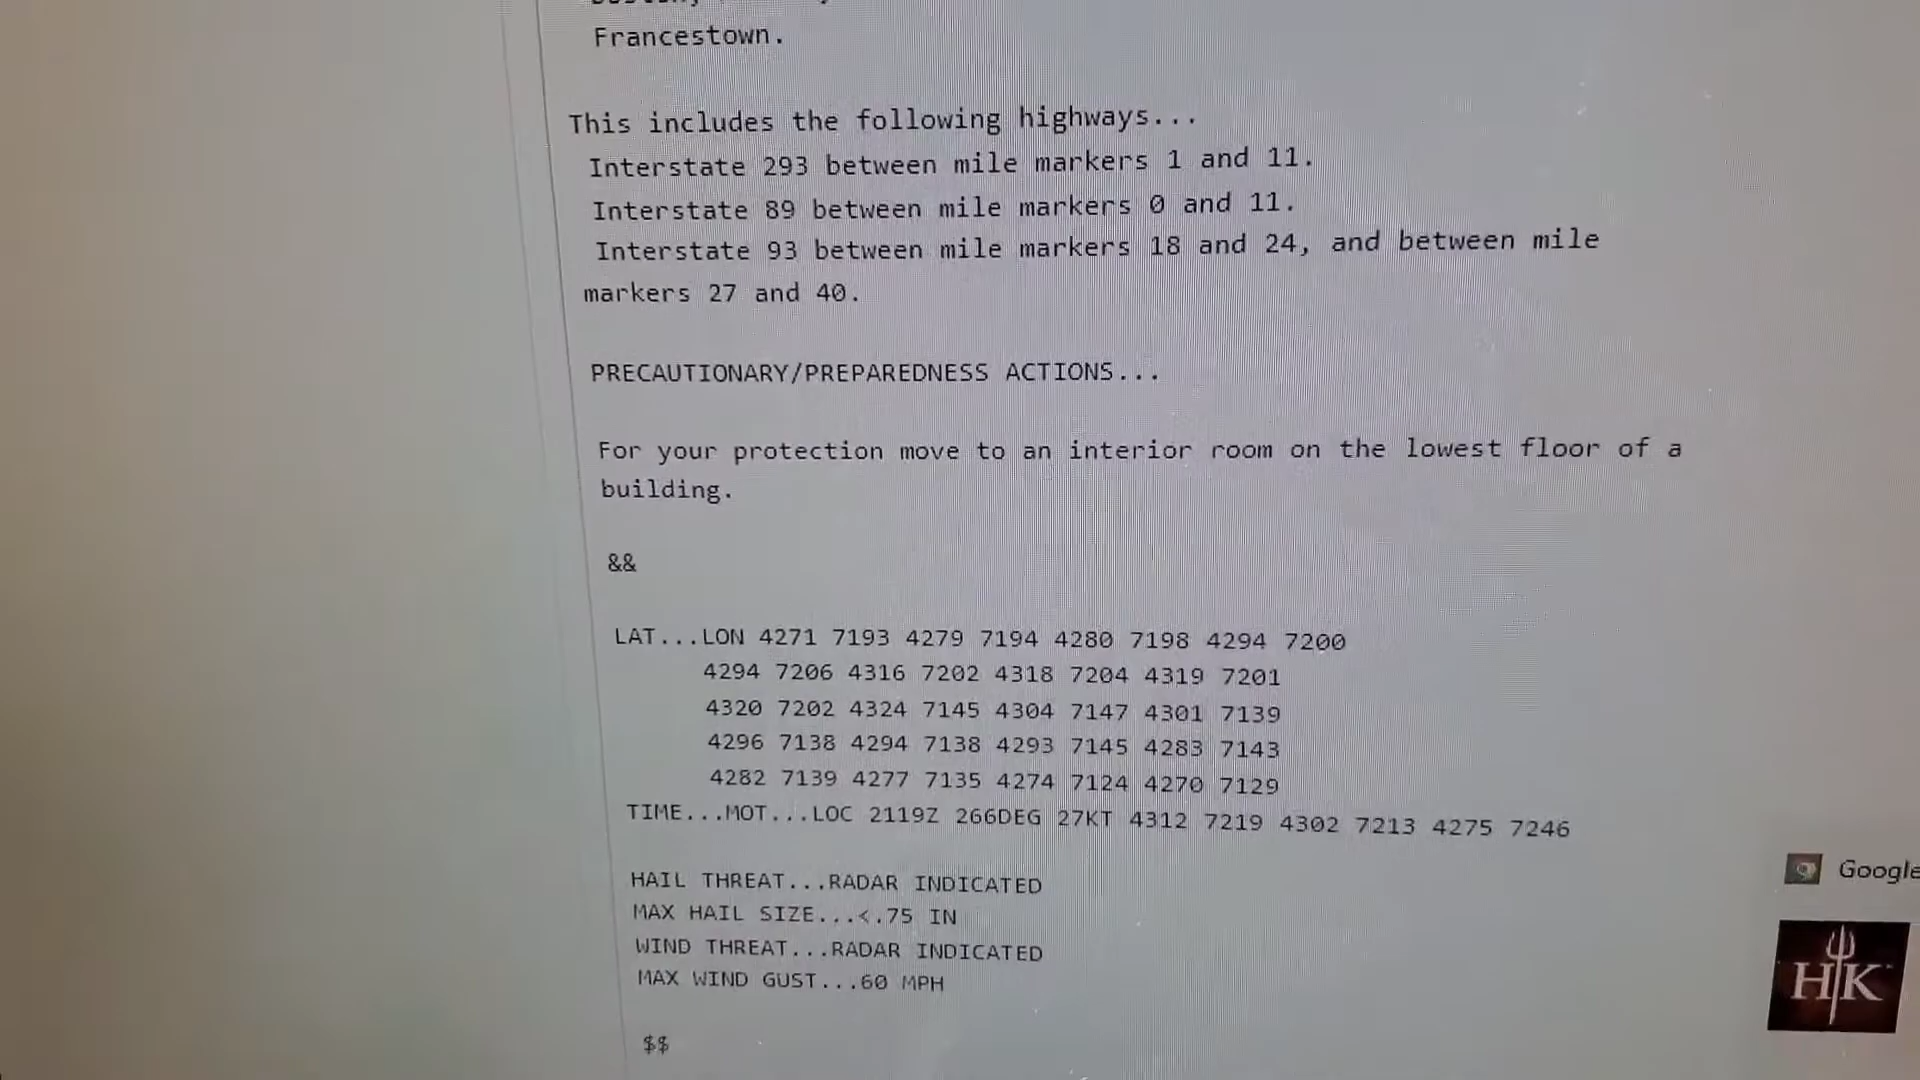 Francestown.
This includes the following highways...
Interstate 293 between mile markers 1 and 11.
Interstate 89 between mile markers 0 and 11.
Interstate 93 between mile markers 18 and 24, and between mile
markers 27 and 40.
PRECAUTIONARY/PREPAREDNESS ACTIONS...
For your protection move to an interior room on the lowest floor of a
building.
&&
LAT...LON 4271 7193 4279 7194 4280 7198 4294 7200
4294 7206 4316 7202 4318 7204 4319 7201
4320 7202 4324 7145 4304 7147 4301 7139
4296 7138 4294 7138 4293 7145 4283 7143
4282 7139 4277 7135 4274 7124 4270 7129
TIME...MOT...LOC 2119Z 266DEG 27KT 4312 7219 4302 7213 4275 7246
HAIL THREAT...RADAR INDICATED
MAX HAIL SIZE...<.75 IN
WIND THREAT...RADAR INDICATED
MAX WIND GUST...60 MPH
$$
Google
HK